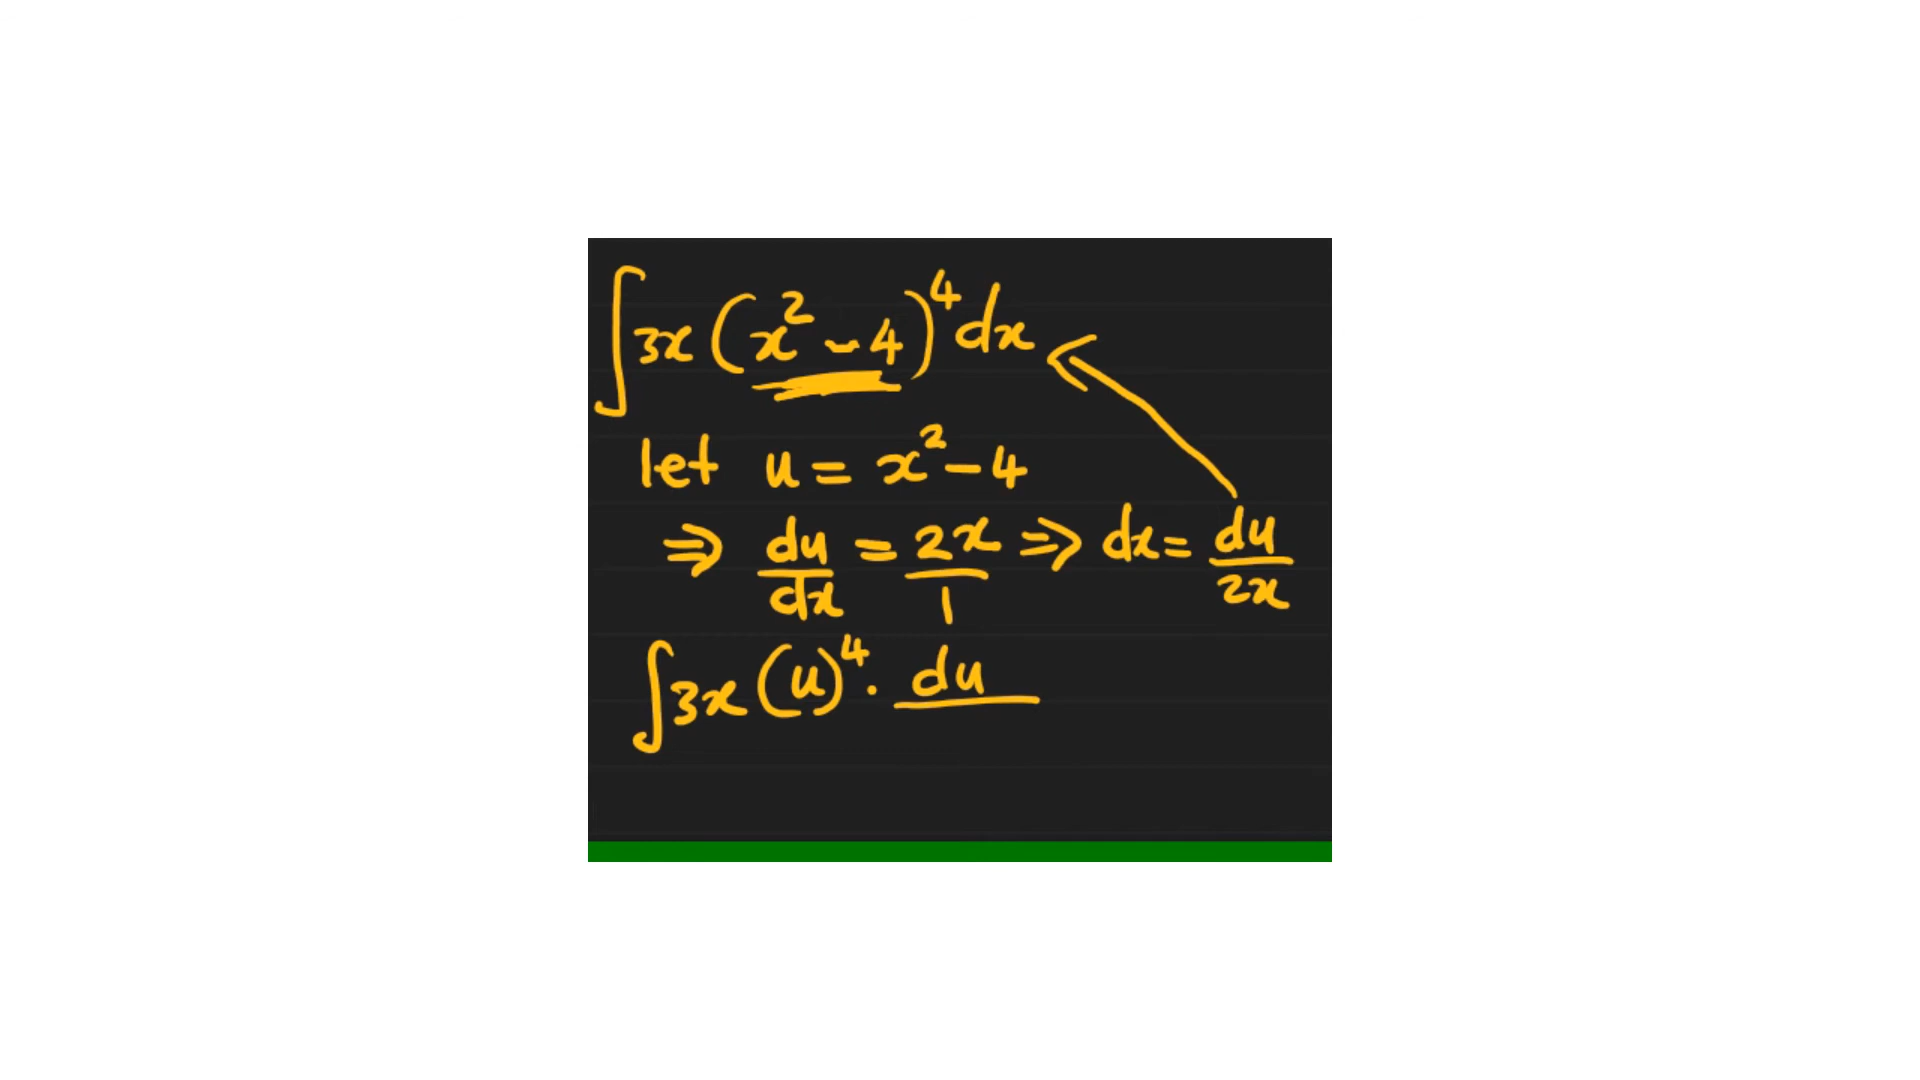 ∫3x(x²-4)⁴dx
let u = x²-4
⇒ du/dx = 2x/1 ⇒ dx = du/2x
∫3x(u)⁴. du/